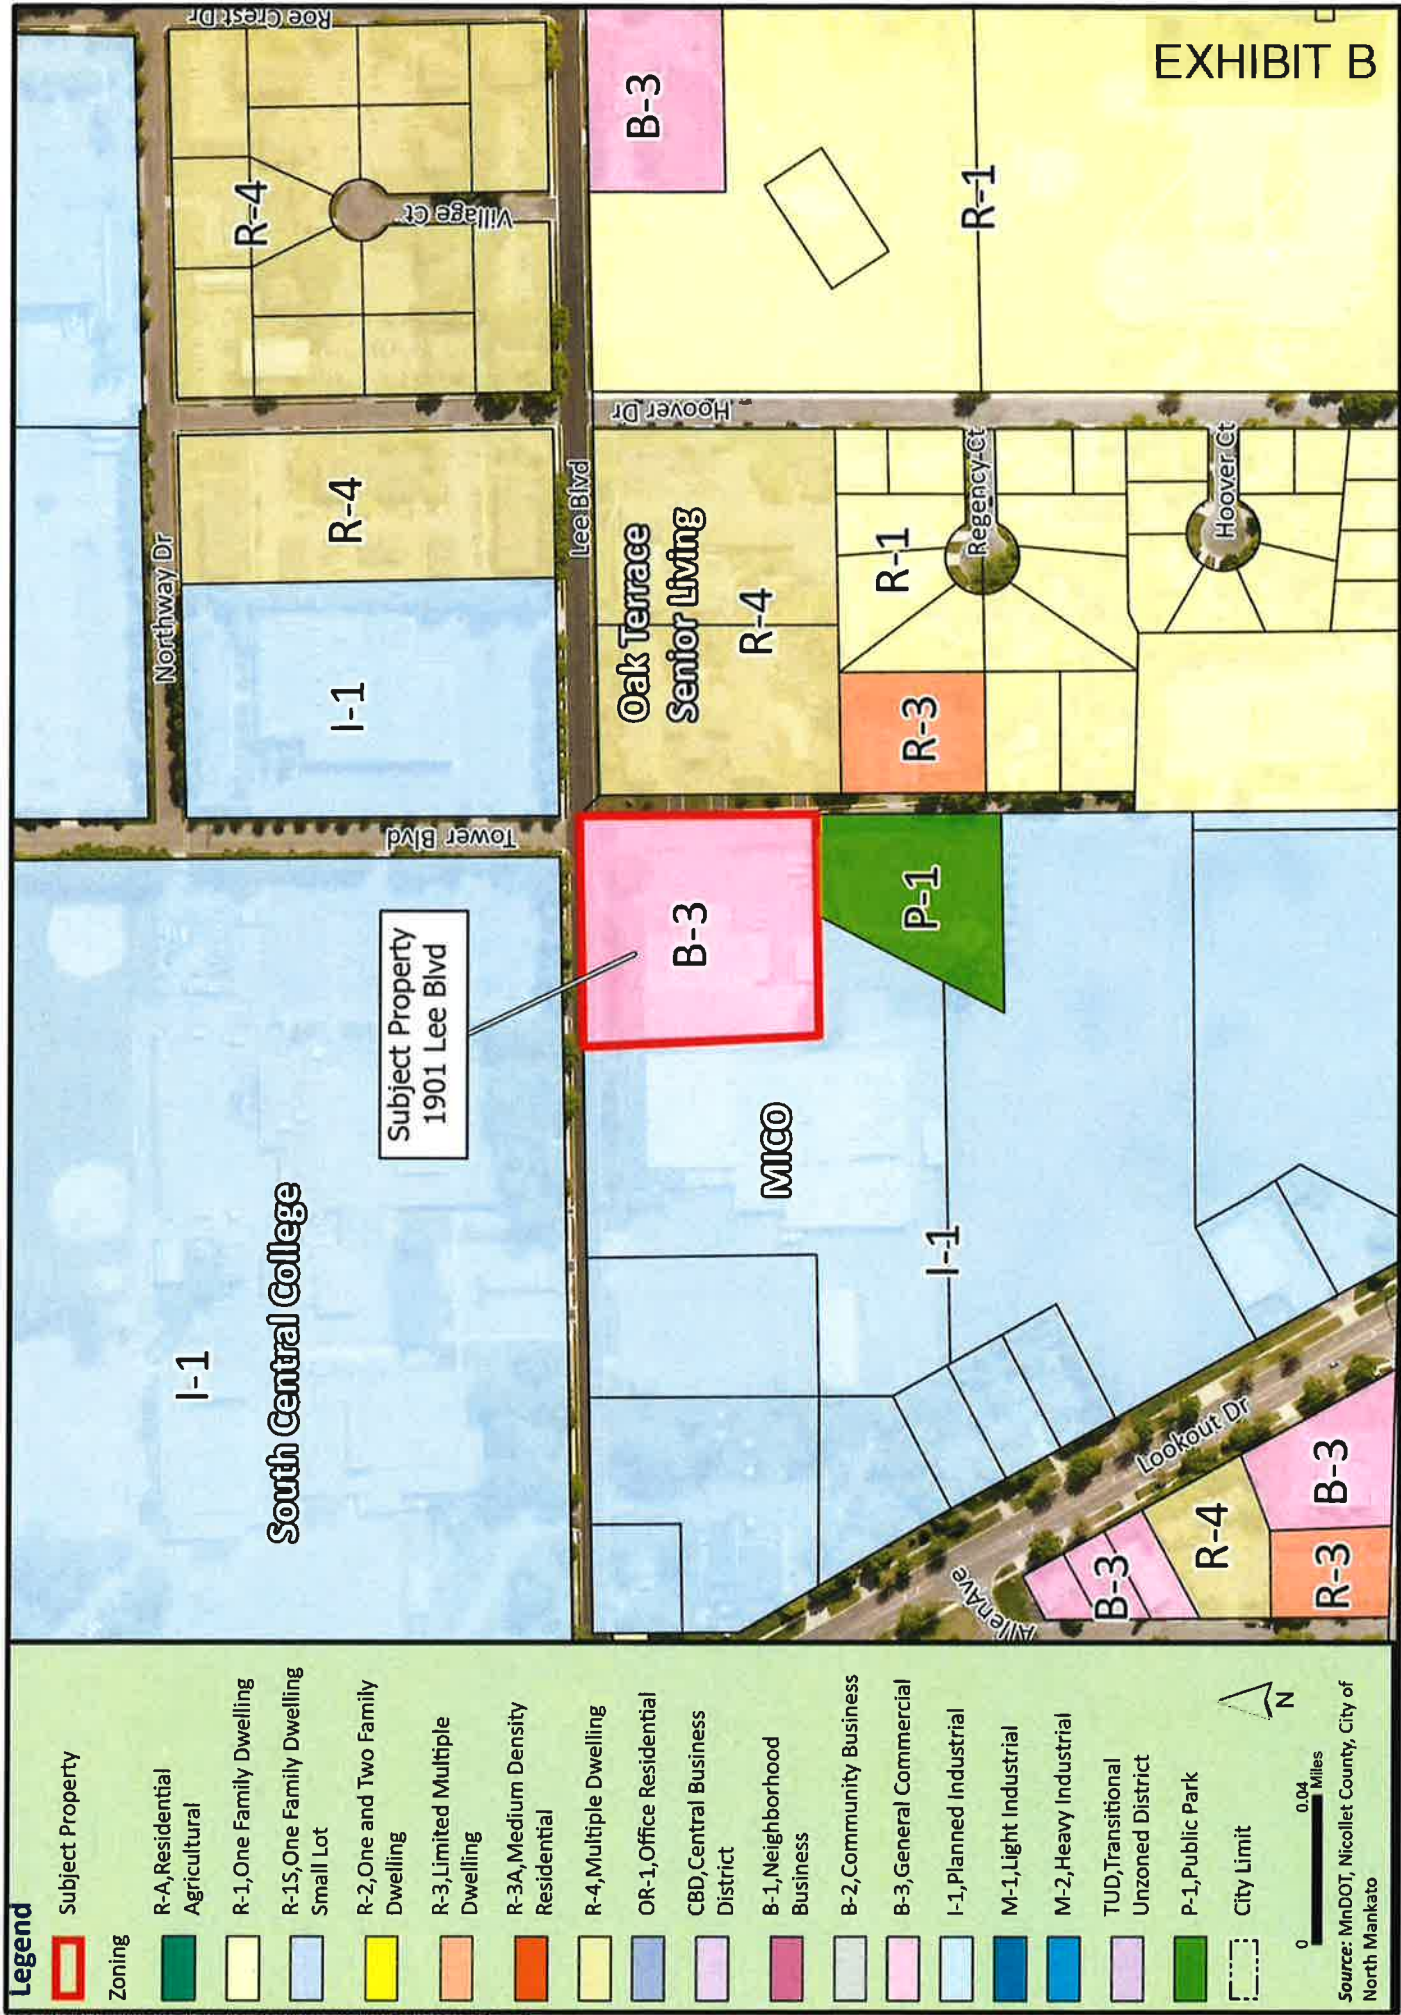 EXHIBIT B
Legend
Subject Property
Zoning
R-A,Residential
Agricultural
R-1,One Family Dwelling
R-1S,One Family Dwelling
Small Lot
R-2,One and Two Family
Dwelling
R-3,Limited Multiple
Dwelling
R-3A,Medium Density
Residential
R-4,Multiple Dwelling
OR-1,Office Residential
CBD,Central Business
District
B-1,Neighborhood
Business
B-2,Community Business
B-3,General Commercial
I-1,Planned Industrial
M-1,Light Industrial
M-2,Heavy Industrial
TUD,Transitional
Unzoned District
P-1,Public Park
City Limit
0 0.04
Miles
N
Source: MnDOT, Nicollet County, City of
North Mankato
I-1
South Central College
Subject Property
1901 Lee Blvd
Tower Blvd
Northway Dr
I-1
R-4
R-4
Village Ct
Roe Crest Dr
Lee Blvd
B-3
MICO
I-1
P-1
Oak Terrace
Senior Living
R-4
R-3
R-1
Regency Ct
Hoover Ct
Hoover Dr
B-3
R-1
Lookout Dr
AllenAve
B-3
R-4
B-3
R-3